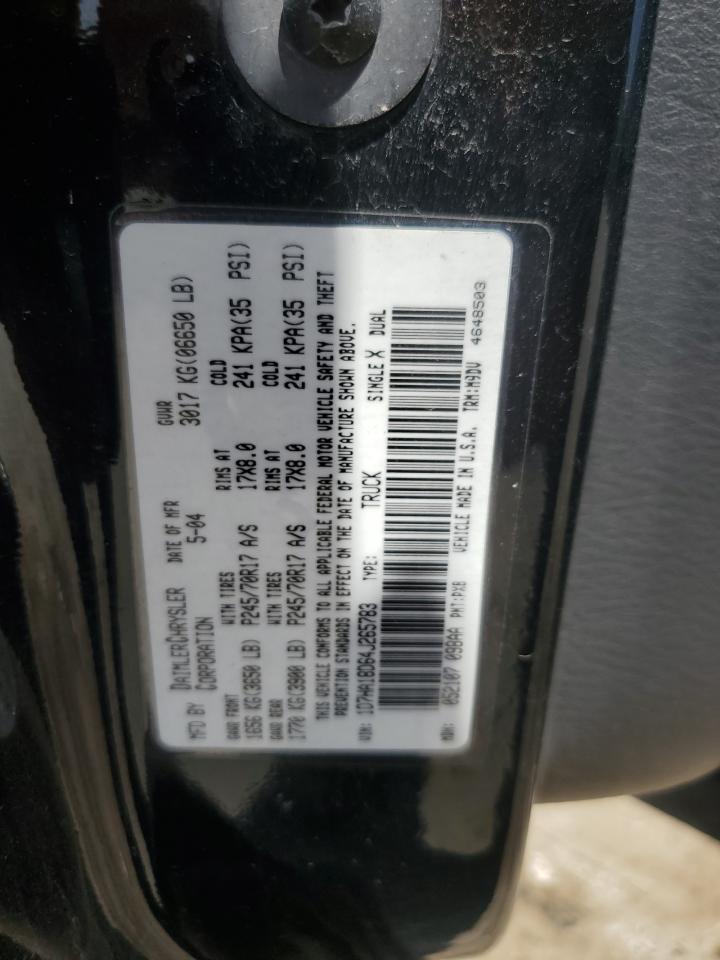 MFD BY DAIMLERCHRYSLER CORPORATION
DATE OF MFR 5-04
GVWR 3017 KG(06650 LB)
GAWR FRONT WITH TIRES RIMS AT COLD
1656 KG(3650 LB) P245/70R17 A/S 17X8.0 241 KPA(35 PSI)
GAWR REAR WITH TIRES RIMS AT COLD
1770 KG(3900 LB) P245/70R17 A/S 17X8.0 241 KPA(35 PSI)
THIS VEHICLE CONFORMS TO ALL APPLICABLE FEDERAL MOTOR VEHICLE SAFETY AND THEFT
PREVENTION STANDARDS IN EFFECT ON THE DATE OF MANUFACTURE SHOWN ABOVE.
VIN: 1D7HA18D64J265783 TYPE: TRUCK SINGLE X DUAL
MDH: 052107 098AA PNT:PXB VEHICLE MADE IN U.S.A. TRM:M9DV
4648503